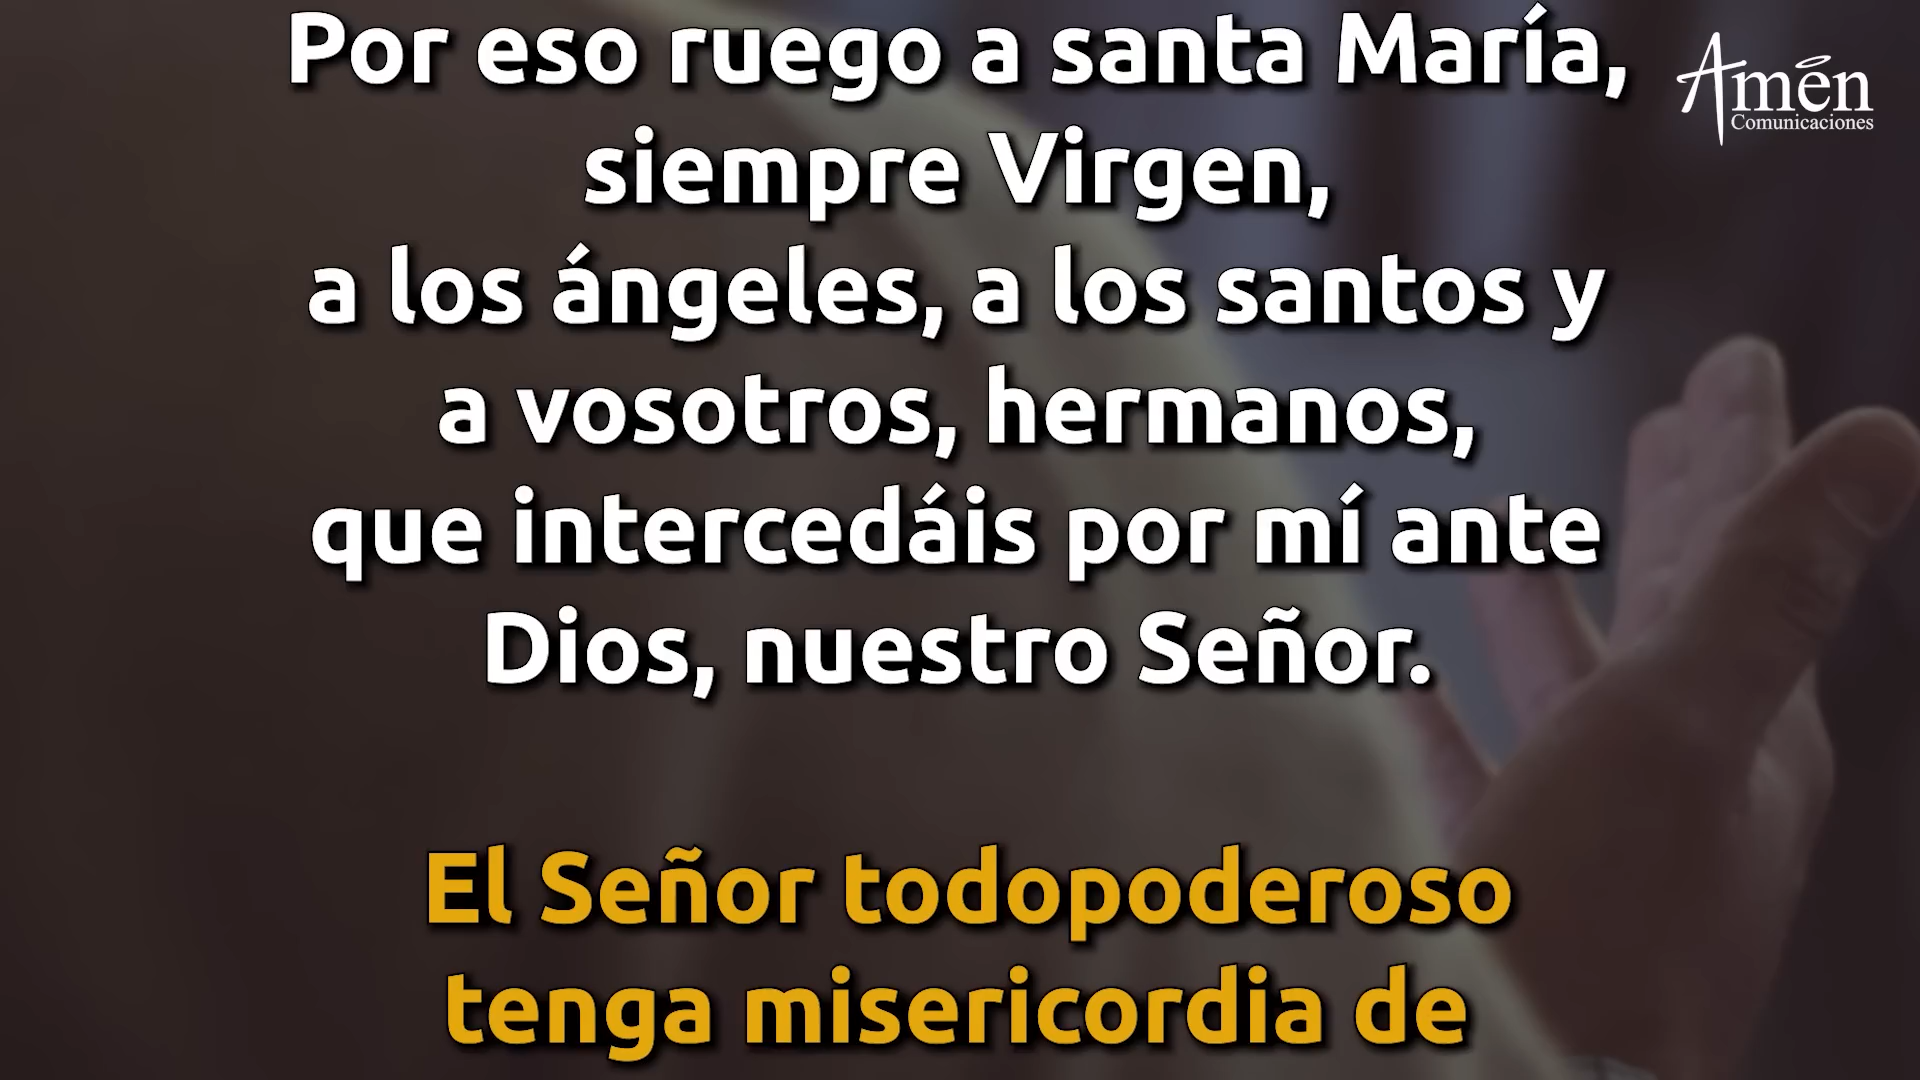 Por eso ruego a santa María,
siempre Virgen,
a los ángeles, a los santos y
a vosotros, hermanos,
que intercedáis por mí ante
Dios, nuestro Señor.
El Señor todopoderoso
tenga misericordia de
Amén
Comunicaciones